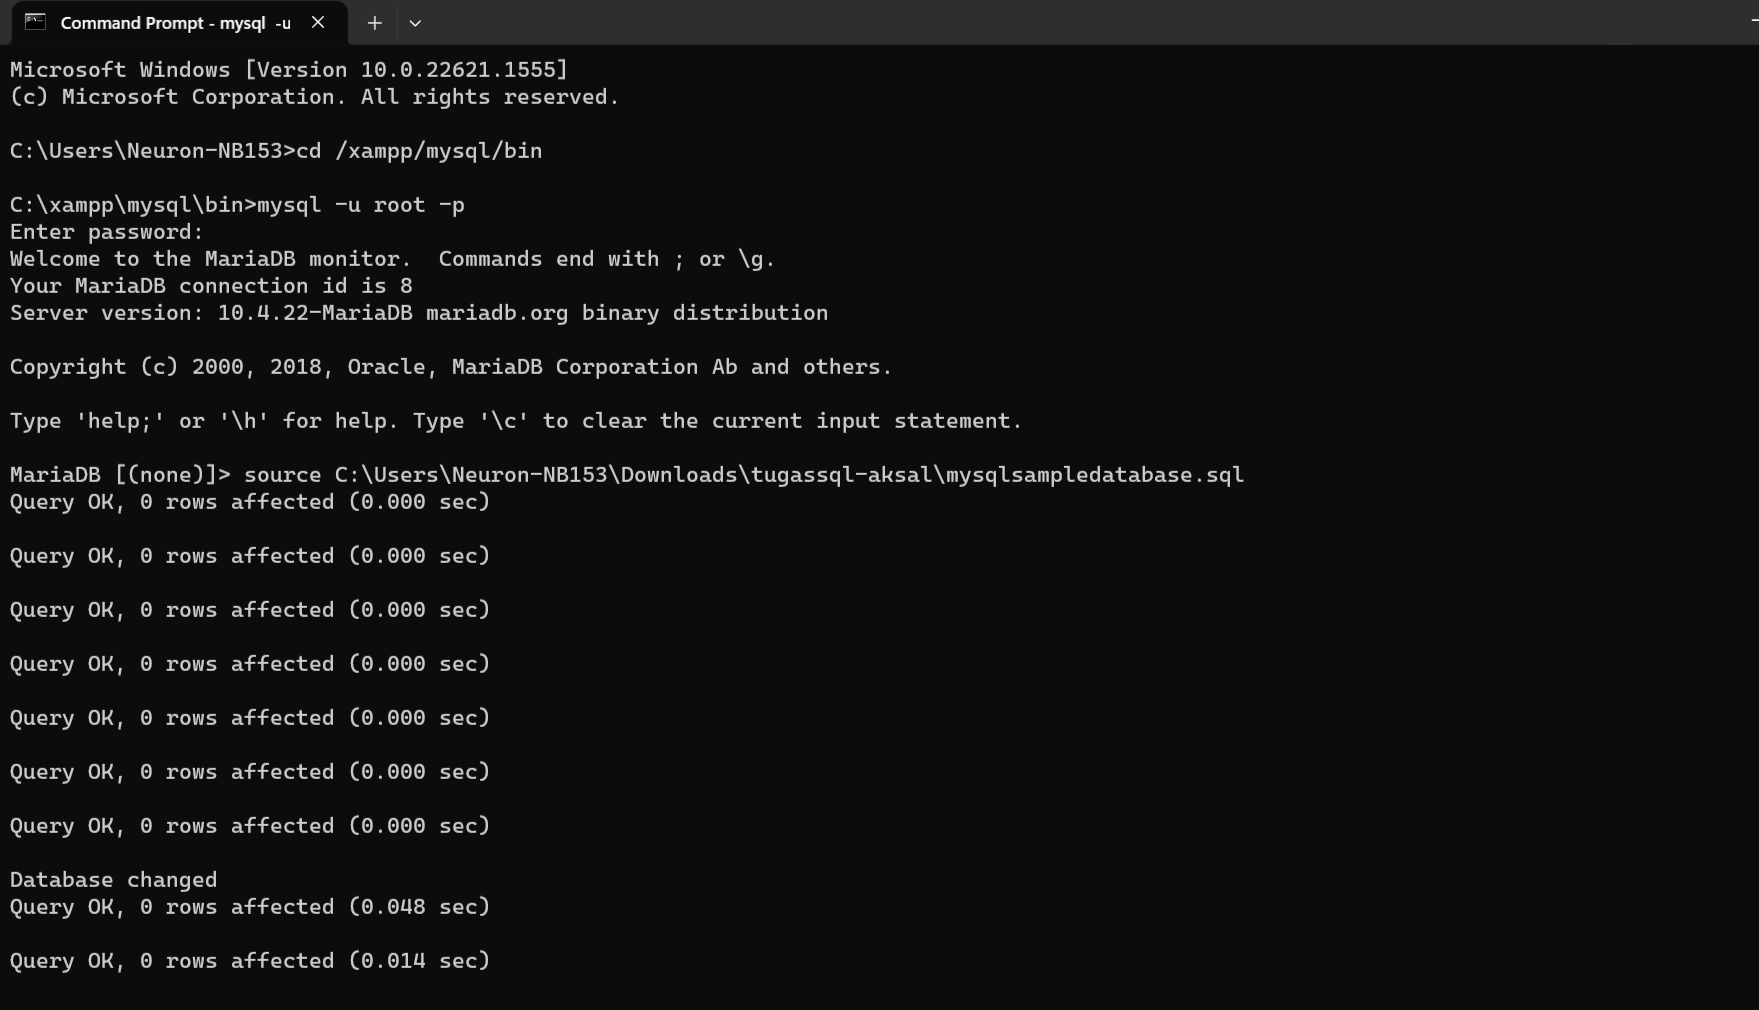 Command Prompt - mysql -u
Microsoft Windows [Version 10.0.22621.1555]
(c) Microsoft Corporation. All rights reserved.
C:\Users\Neuron-NB153>cd /xampp/mysql/bin
C:\xampp\mysql\bin>mysql -u root -p
Enter password:
Welcome to the MariaDB monitor.  Commands end with ; or \g.
Your MariaDB connection id is 8
Server version: 10.4.22-MariaDB mariadb.org binary distribution
Copyright (c) 2000, 2018, Oracle, MariaDB Corporation Ab and others.
Type 'help;' or '\h' for help. Type '\c' to clear the current input statement.
MariaDB [(none)]> source C:\Users\Neuron-NB153\Downloads\tugassql-aksal\mysqlsampledatabase.sql
Query OK, 0 rows affected (0.000 sec)
Query OK, 0 rows affected (0.000 sec)
Query OK, 0 rows affected (0.000 sec)
Query OK, 0 rows affected (0.000 sec)
Query OK, 0 rows affected (0.000 sec)
Query OK, 0 rows affected (0.000 sec)
Query OK, 0 rows affected (0.000 sec)
Database changed
Query OK, 0 rows affected (0.048 sec)
Query OK, 0 rows affected (0.014 sec)